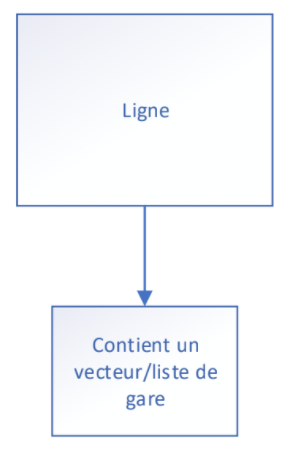 Ligne
Contient un
vecteur/liste de
gare